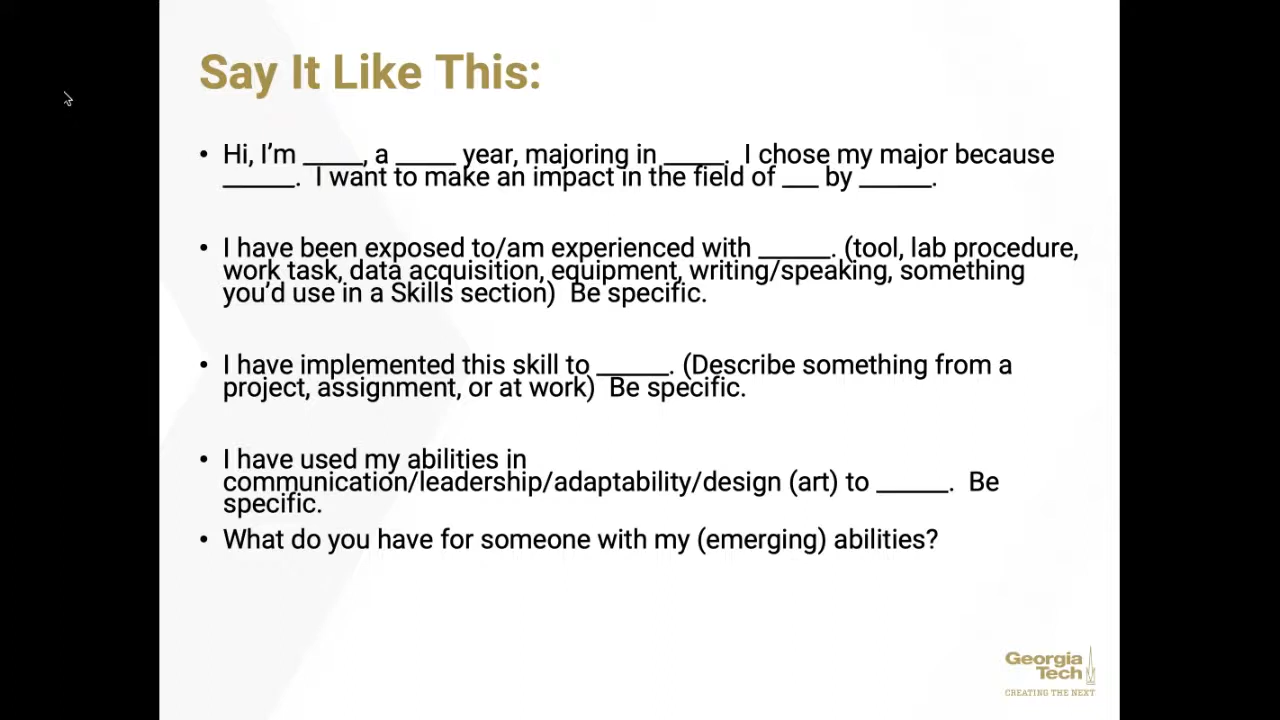 Say It Like This:
• Hi, I'm _____, a _____ year, majoring in _____.  I chose my major because
______.  I want to make an impact in the field of ___ by ______.
• I have been exposed to/am experienced with ______. (tool, lab procedure,
work task, data acquisition, equipment, writing/speaking, something
you'd use in a Skills section)  Be specific.
• I have implemented this skill to ______. (Describe something from a
project, assignment, or at work)  Be specific.
• I have used my abilities in
communication/leadership/adaptability/design (art) to ______.  Be
specific.
• What do you have for someone with my (emerging) abilities?
Georgia
Tech
CREATING THE NEXT